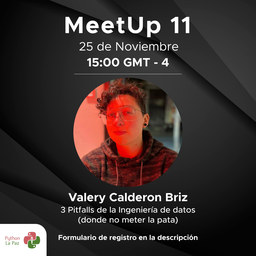 MeetUp 11
25 de Noviembre
15:00 GMT - 4
Valery Calderon Briz
3 Pitfalls de la Ingeniería de datos
(donde no meter la pata)
Python
La Paz
Formulario de registro en la descripción